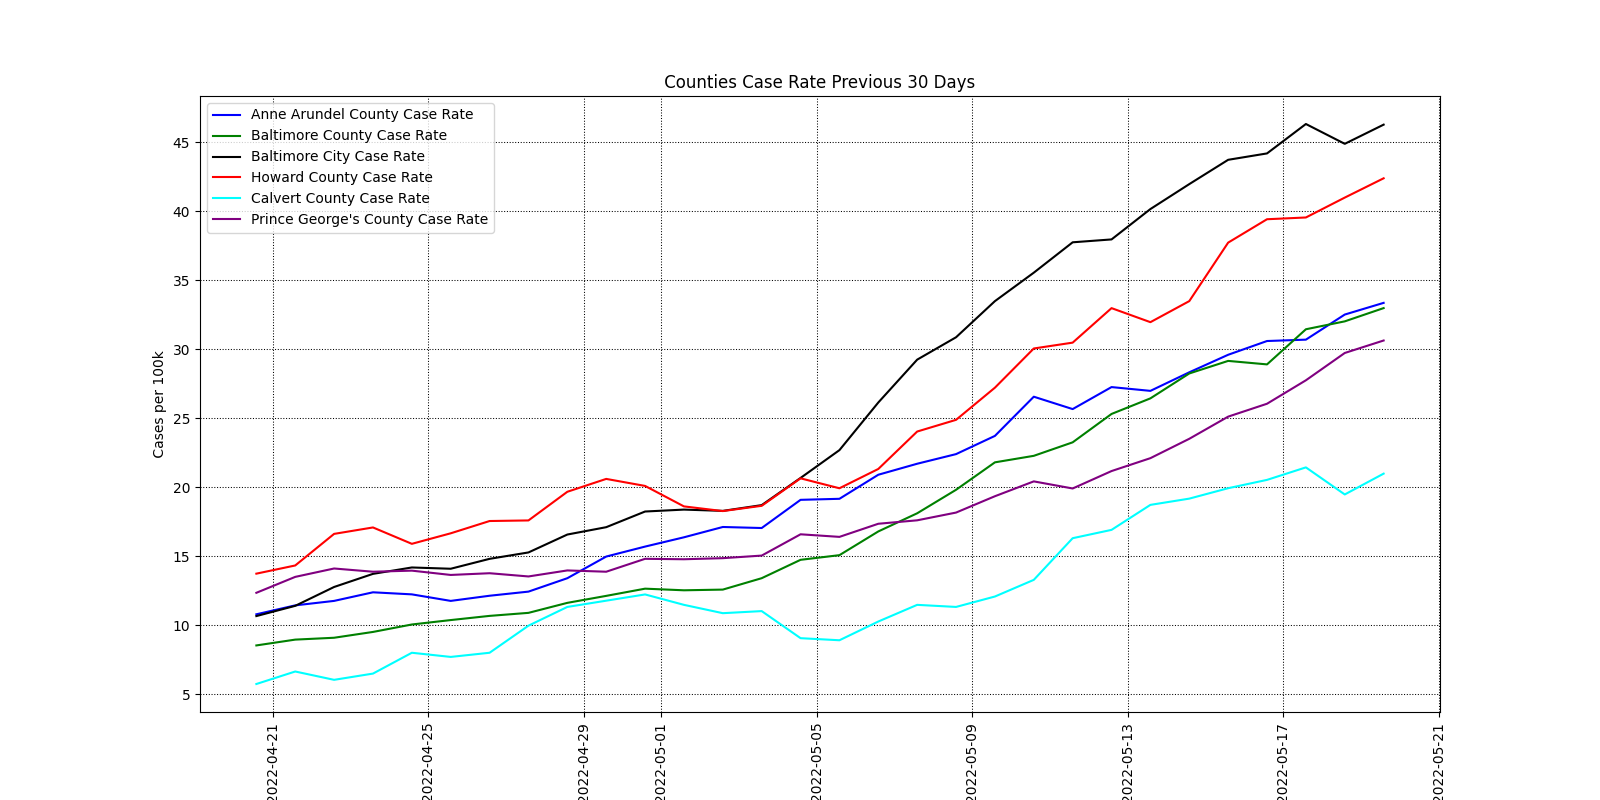 Counties Case Rate Previous 30 Days
Anne Arundel County Case Rate
Baltimore County Case Rate
Baltimore City Case Rate
Howard County Case Rate
Calvert County Case Rate
Prince George's County Case Rate
Cases per 100k
45
40
35
30
25
20
15
10
5
2022-04-21
2022-04-25
2022-04-29
2022-05-01
2022-05-05
2022-05-09
2022-05-13
2022-05-17
2022-05-21